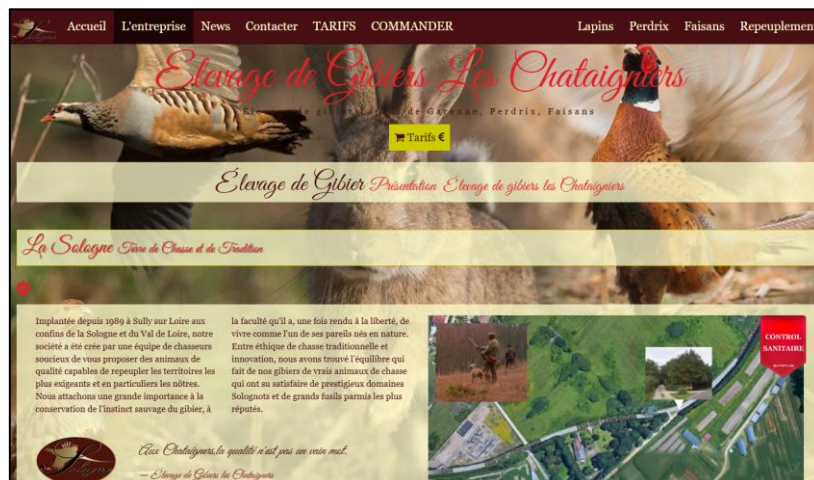 Accueil L'entreprise News Contacter TARIFS COMMANDER Lapins Perdrix Faisans Repeuplement
Elevage de Gibiers Les Chataigniers
de Garenne, Perdrix, Faisans
Tarifs €
Élevage de Gibier Présentation Elevage de gibiers les Chataigniers
La Sologne Terre de Chasse et de Tradition
Implantée depuis 1989 à Sully sur Loire aux
confins de la Sologne et du Val de Loire, notre
société a été crée par une équipe de chasseurs
soucieux de vous proposer des animaux de
qualité capables de repeupler les territoires les
plus exigeants et en particuliers les nôtres.
Nous attachons une grande importance à la
conservation de l'instinct sauvage du gibier, à
la faculté qu'il a, une fois rendu à la liberté, de
vivre comme l'un de ses pareils nés en nature.
Entre éthique de chasse traditionnelle et
innovation, nous avons trouvé l'équilibre qui
fait de nos gibiers de vrais animaux de chasse
qui ont su satisfaire de prestigieux domaines
Solognots et de grands fusils parmis les plus
réputés.
CONTROL
SANITAIRE
Aux Chataigners,la qualité n'est pas un vain mot.
— Elevage de Gibiers les Chataigners